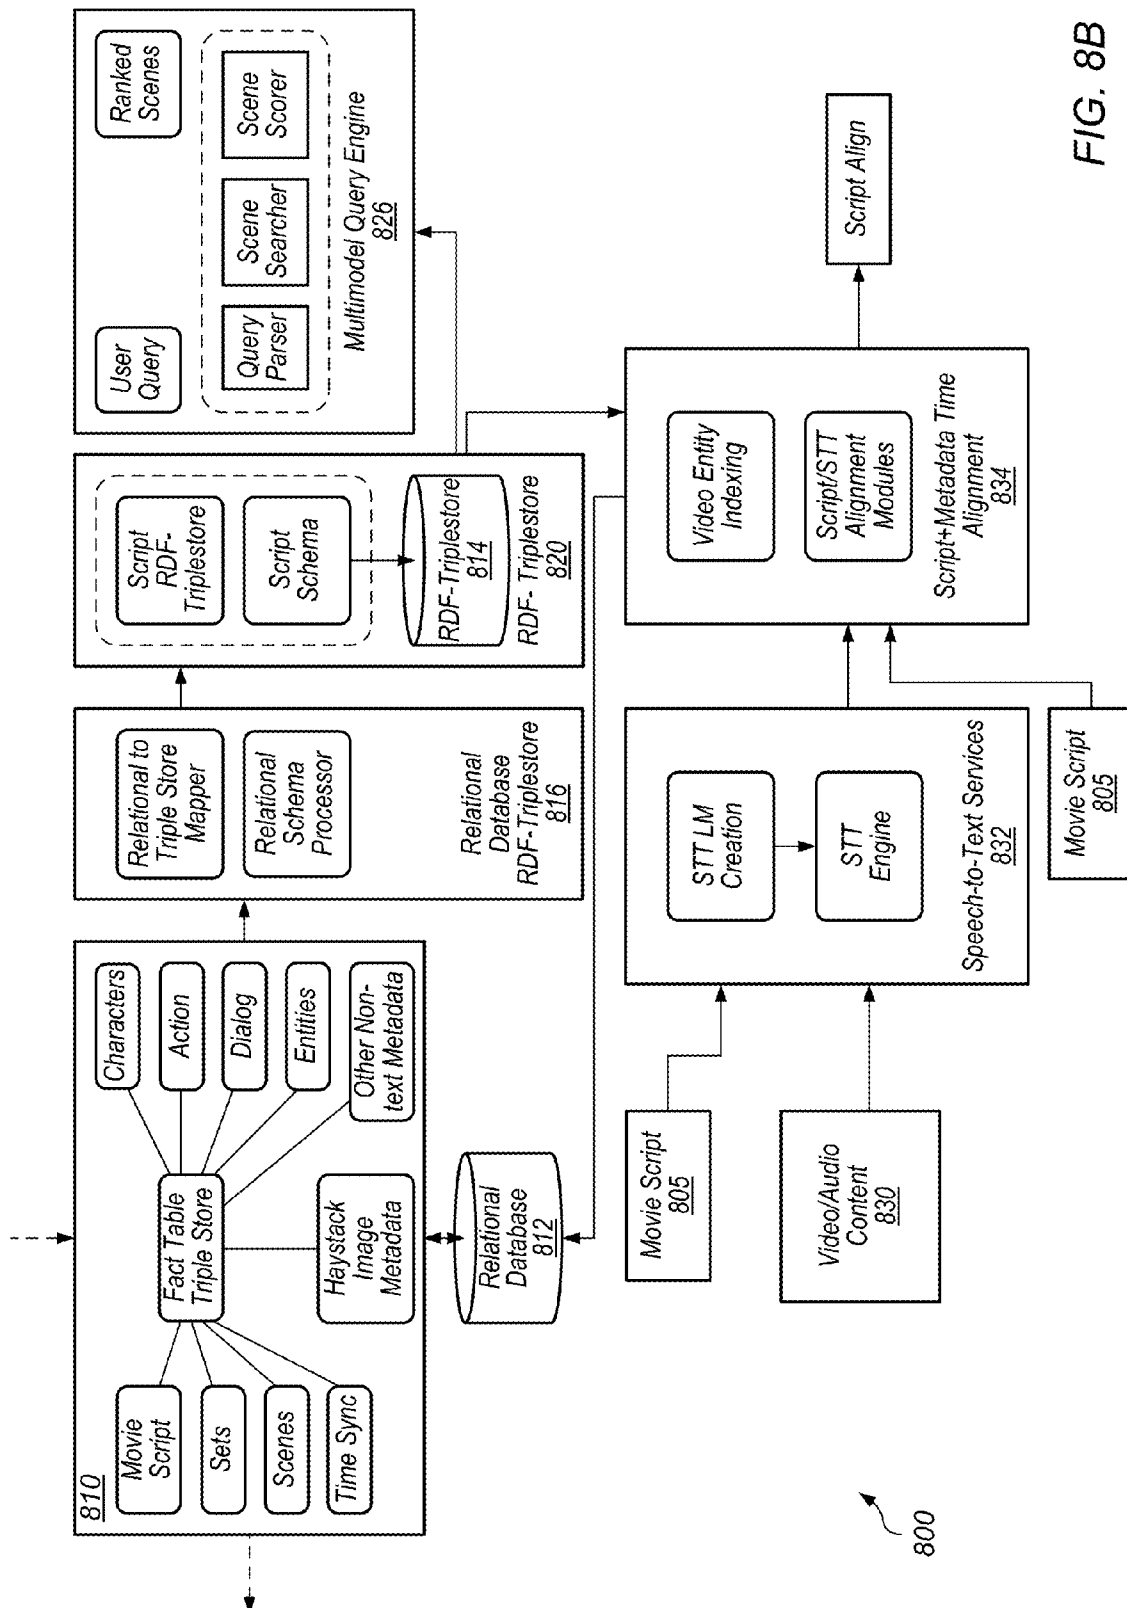 810
Movie
Script
Sets
Scenes
Time Sync
Fact Table
Triple Store
Haystack
Image
Metadata
Characters
Action
Dialog
Entities
Other Non-
text Metadata
Relational
Database
812
Relational to
Triple Store
Mapper
Relational
Schema
Processor
Relational
Database
RDF-Triplestore
816
Script
RDF-
Triplestore
Script
Schema
RDF-Triplestore
814
RDF- Triplestore
820
User
Query
Ranked
Scenes
Query
Parser
Scene
Searcher
Scene
Scorer
Multimodel Query Engine
826
Movie Script
805
Video/Audio
Content
830
STT LM
Creation
STT
Engine
Speech-to-Text Services
832
Movie Script
805
Video Entity
Indexing
Script/STT
Alignment
Modules
Script+Metadata Time
Alignment
834
Script Align
800
FIG. 8B